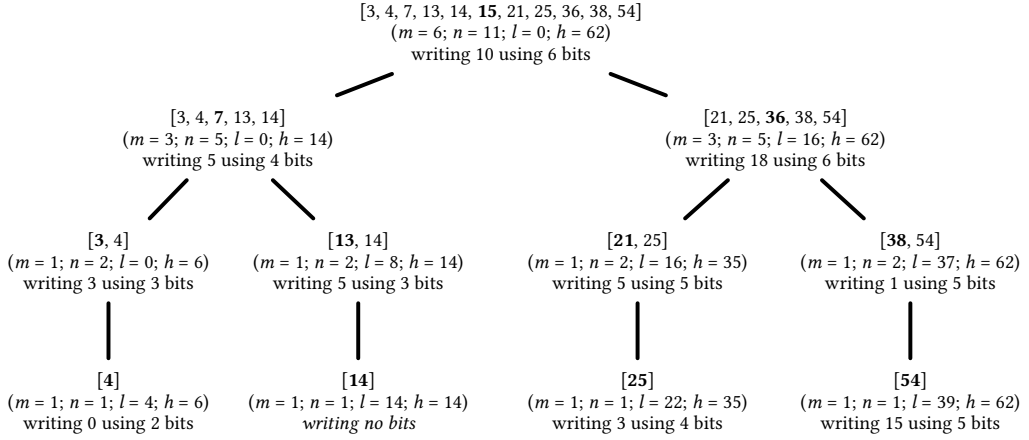 [3, 4, 7, 13, 14, 15, 21, 25, 36, 38, 54]
(m = 6; n = 11; l = 0; h = 62)
writing 10 using 6 bits
[3, 4, 7, 13, 14]
(m = 3; n = 5; l = 0; h = 14)
writing 5 using 4 bits
[21, 25, 36, 38, 54]
(m = 3; n = 5; l = 16; h = 62)
writing 18 using 6 bits
[3, 4]
(m = 1; n = 2; l = 0; h = 6)
writing 3 using 3 bits
[13, 14]
(m = 1; n = 2; l = 8; h = 14)
writing 5 using 3 bits
[21, 25]
(m = 1; n = 2; l = 16; h = 35)
writing 5 using 5 bits
[38, 54]
(m = 1; n = 2; l = 37; h = 62)
writing 1 using 5 bits
[4]
(m = 1; n = 1; l = 4; h = 6)
writing 0 using 2 bits
[14]
(m = 1; n = 1; l = 14; h = 14)
writing no bits
[25]
(m = 1; n = 1; l = 22; h = 35)
writing 3 using 4 bits
[54]
(m = 1; n = 1; l = 39; h = 62)
writing 15 using 5 bits